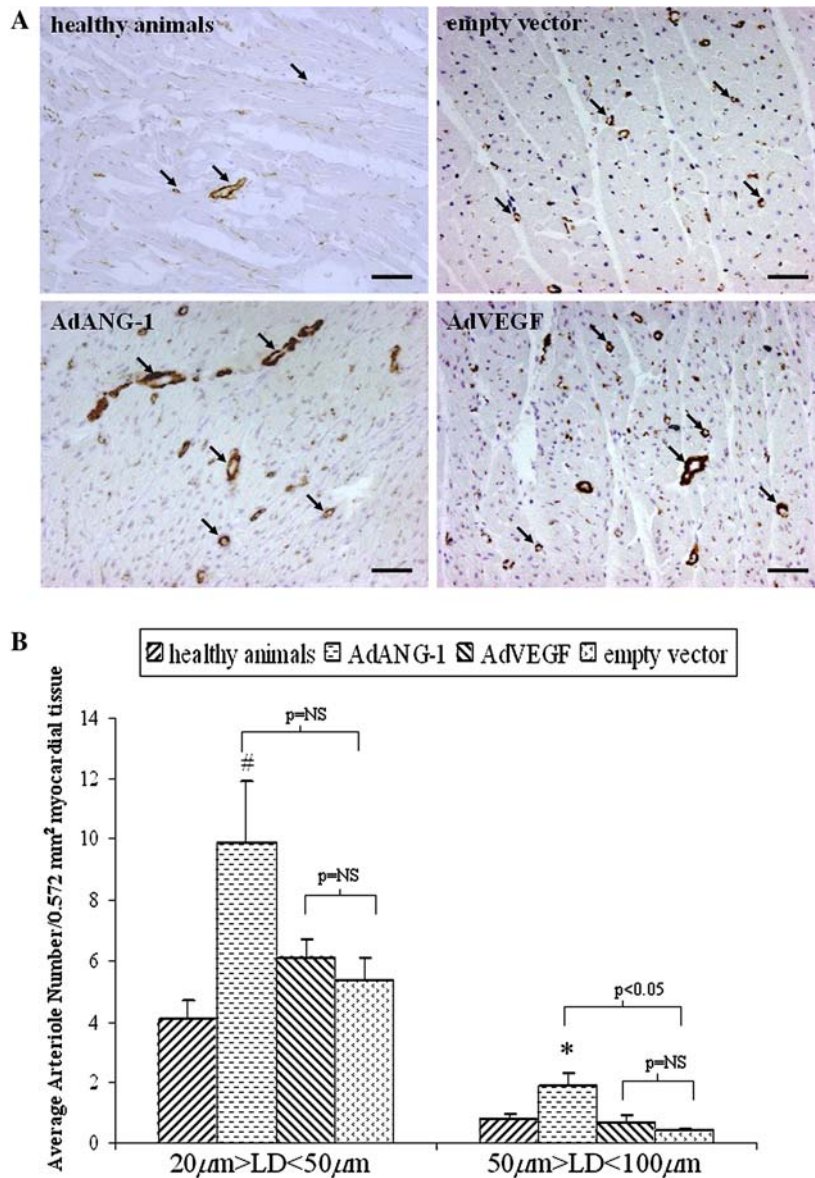 A
healthy animals
empty vector
AdANG-1
AdVEGF
B
healthy animals AdANG-1 AdVEGF empty vector
Average Arteriole Number/0.572 mm² myocardial tissue
14
12
10
8
6
4
2
0
p=NS
#
p=NS
p<0.05
*
p=NS
20μm>LD<50μm
50μm>LD<100μm